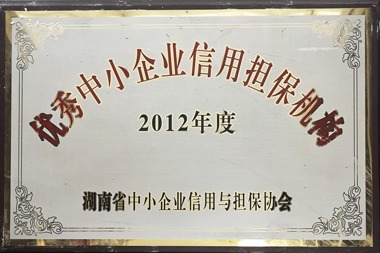 优秀中小企业信用担保机构
2012年度
湖南省中小企业信用与担保协会